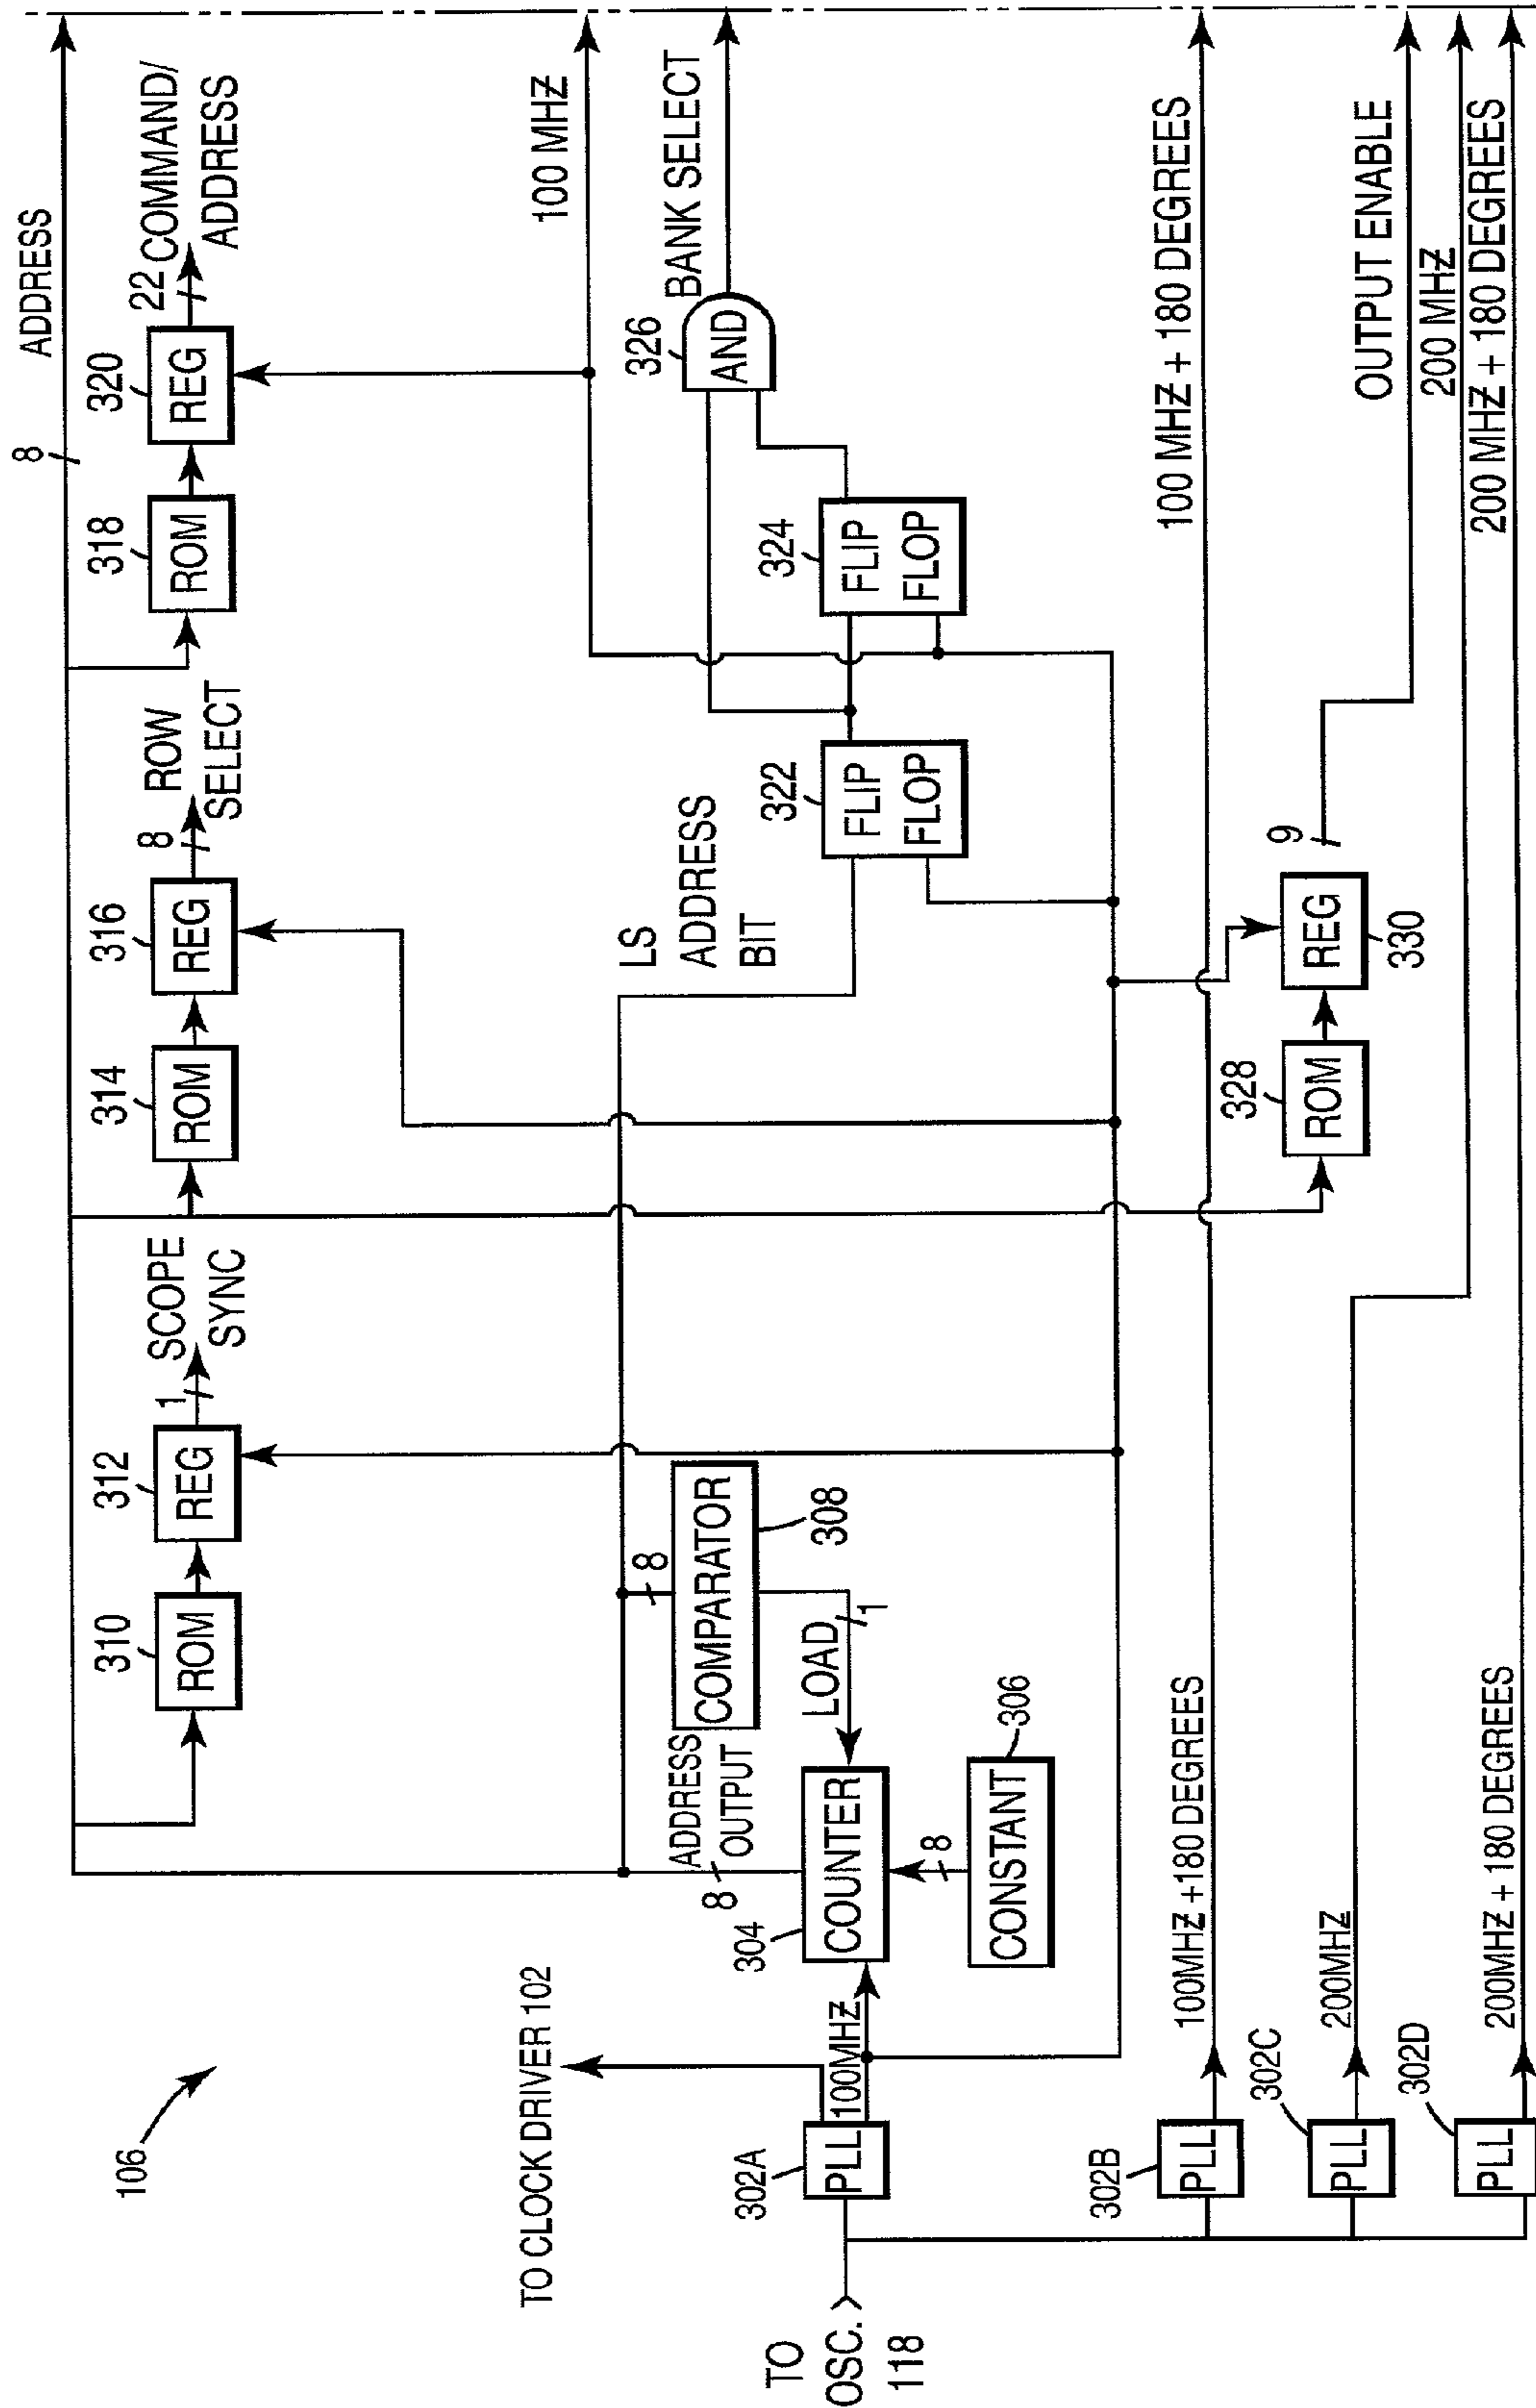 106
TO CLOCK DRIVER 102
TO
OSC.
118
302A
PLL
100MHZ
302B
PLL
100MHZ +180 DEGREES
302C
PLL
200MHZ
302D
PLL
200MHZ + 180 DEGREES
304
COUNTER
8
ADDRESS
OUTPUT
8
CONSTANT
306
LOAD
1
COMPARATOR
308
8
310
ROM
312
REG
1
SCOPE
SYNC
314
ROM
316
REG
8
ROW
SELECT
318
ROM
320
REG
22
COMMAND/
ADDRESS
8
ADDRESS
LS
ADDRESS
BIT
322
FLIP
FLOP
324
FLIP
FLOP
326
AND
BANK SELECT
100 MHZ
100 MHZ + 180 DEGREES
328
ROM
REG
330
9
OUTPUT ENABLE
200 MHZ
200 MHZ + 180 DEGREES